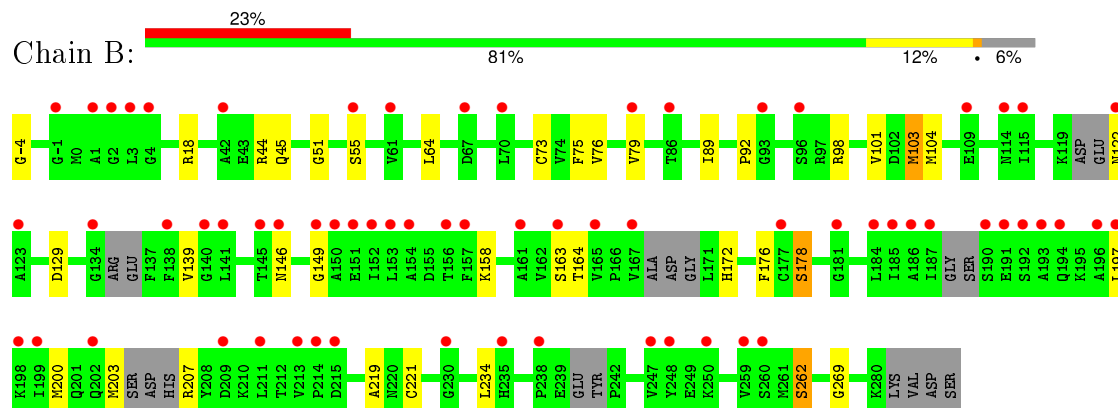 23%
Chain B:
81% 12% • 6%
G-4 G-1 M0 A1 G2 L3 G4 R18 A42 E43 R44 Q45 G51 S55 V61 L64 D67 L70 C73 V74 F75 V76 V79 T86 I89 P92 G93 S96 R97 R98 V101 D102 M103 M104 E109 N114 I115 K119 ASP GLU N122
A123 D129 G134 ARG GLU F137 F138 V139 G140 L141 T145 N146 G149 A150 E151 I152 L153 A154 D155 T156 F157 K158 A161 V162 S163 T164 V165 P166 V167 ALA ASP GLY L171 H172 F176 C177 S178 G181 L184 V185 A186 I187 GLY SER S190 E191 S192 A193 Q194 K195 A196 L197
K198 I199 M200 Q201 Q202 M203 SER ASP HIS R207 Y208 D209 K210 L211 T212 V213 P214 D215 A219 N220 C221 G230 L234 H235 P238 E239 GLU TYR P242 V247 Y248 E249 K250 V259 S260 M261 S262 G269 K280 LYS VAL ASP SER